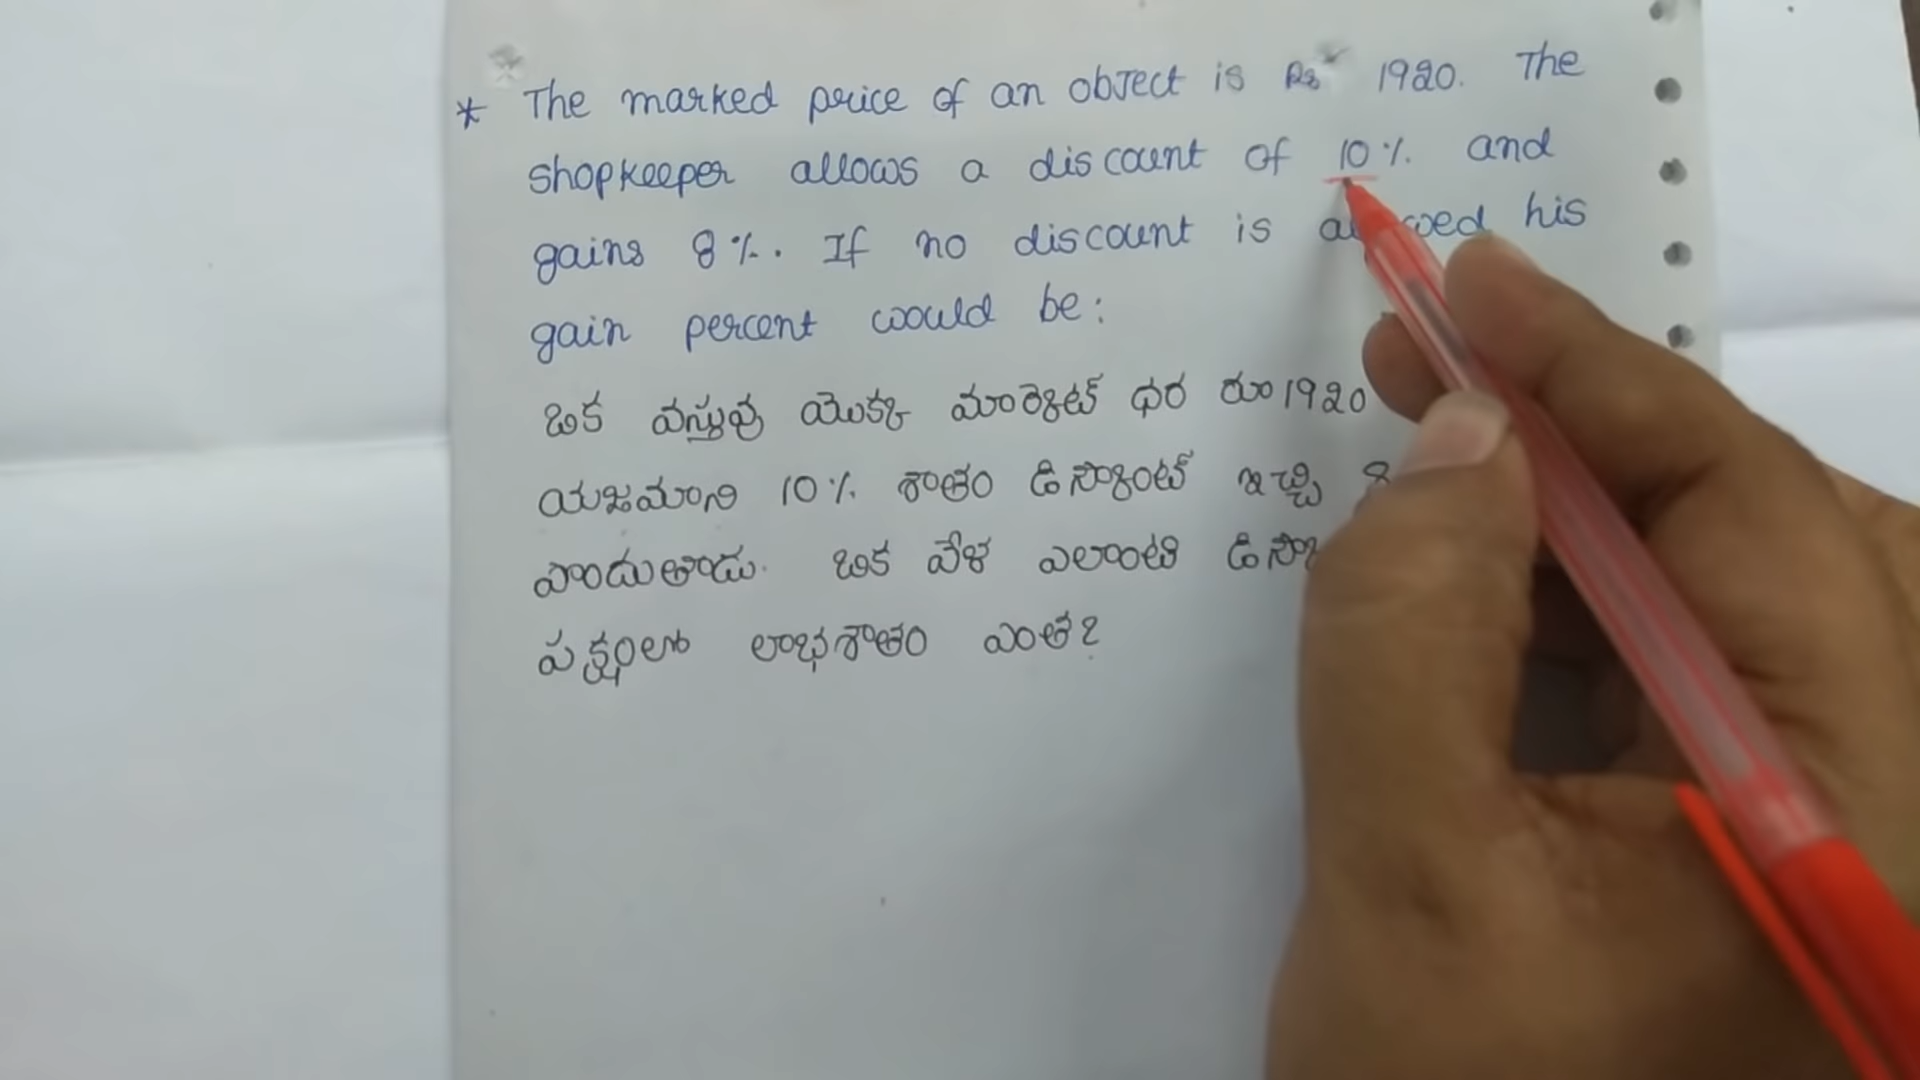 * The marked price of an object is Rs 1920. The
shopkeeper allows a discount of 10%. and
gains 8%. If no discount is his
gain percent would be:
ఒక వస్తువు యొక్క మార్కెట్ ధర రూ 1920
యజమాని 10% శాతం డిస్కౌంట్ ఇచ్చి 8
పొందుతాడు. ఒక వేళ ఎలాంటి
పక్షంలో లాభశాతం ఎంత?